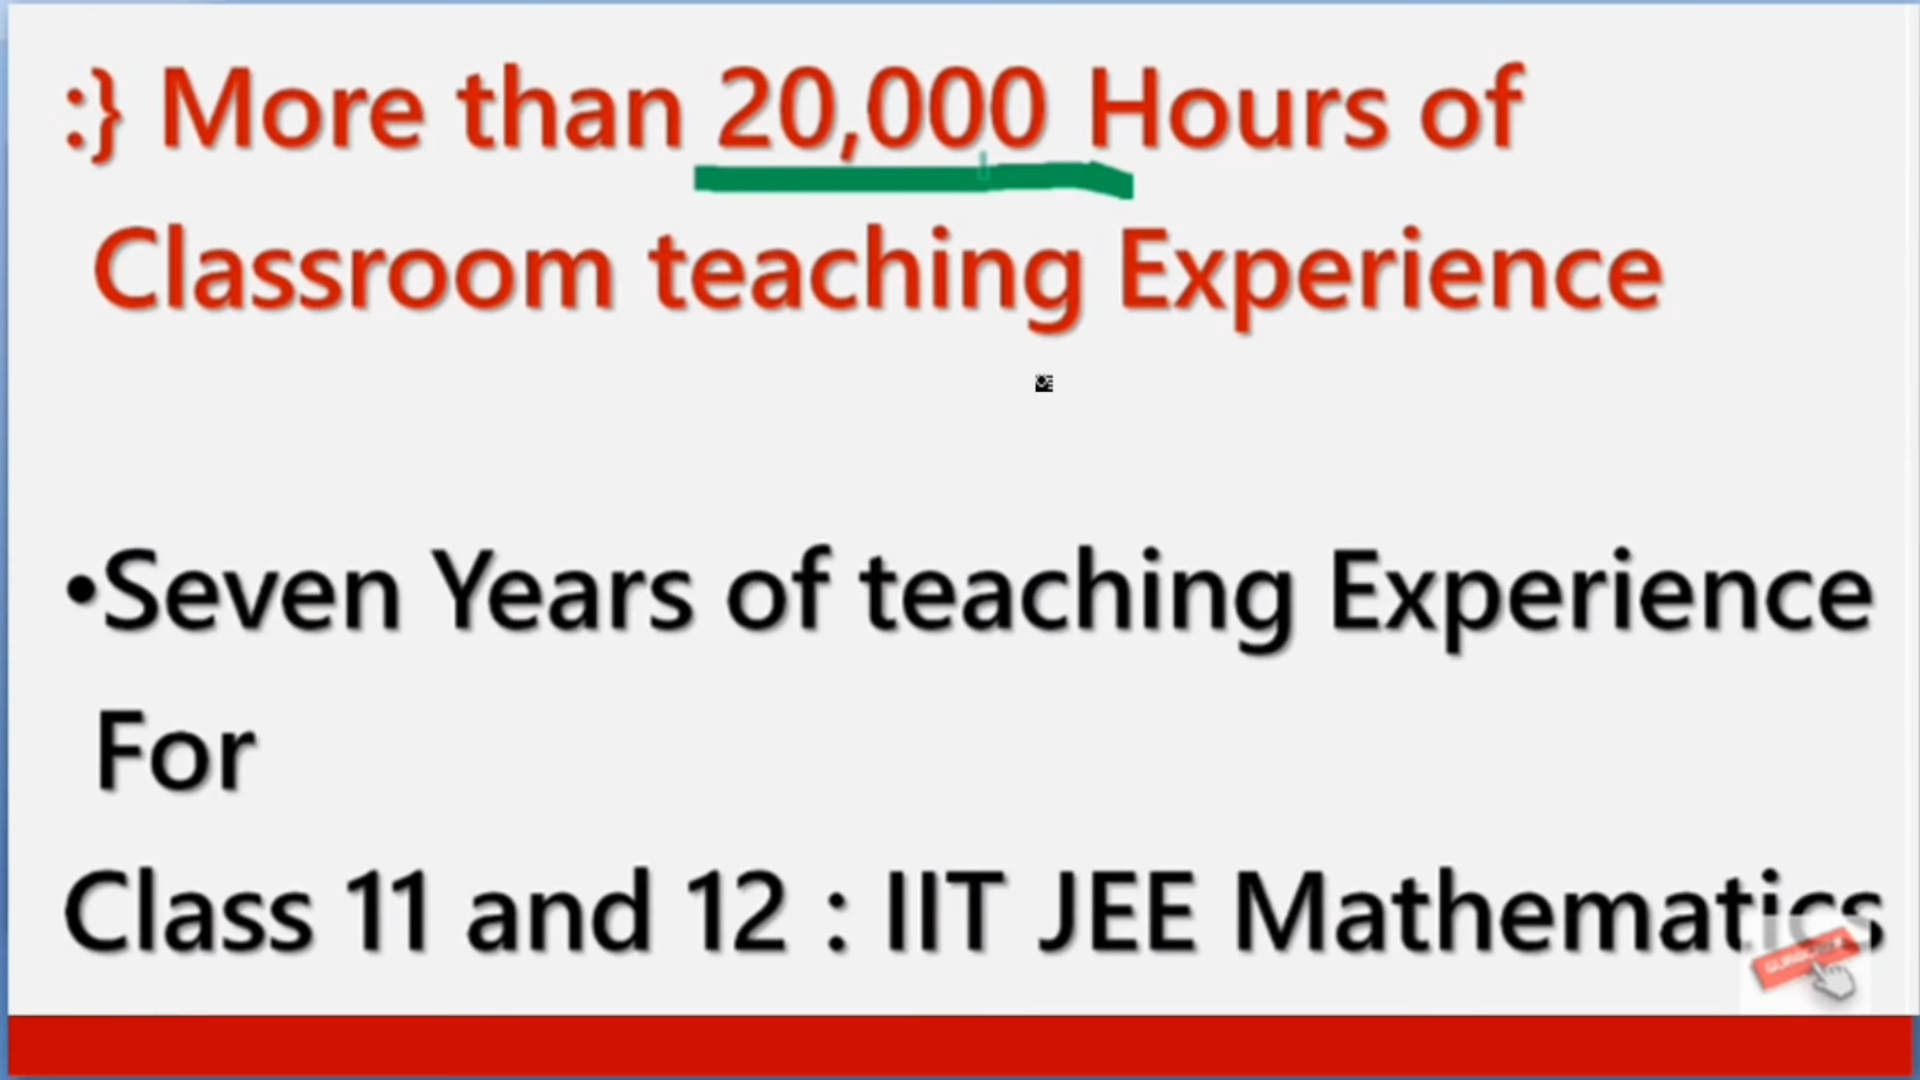 :} More than 20,000 Hours of
Classroom teaching Experience
•Seven Years of teaching Experience
For
Class 11 and 12 : IIT JEE Mathematics
SUBSCRIBE